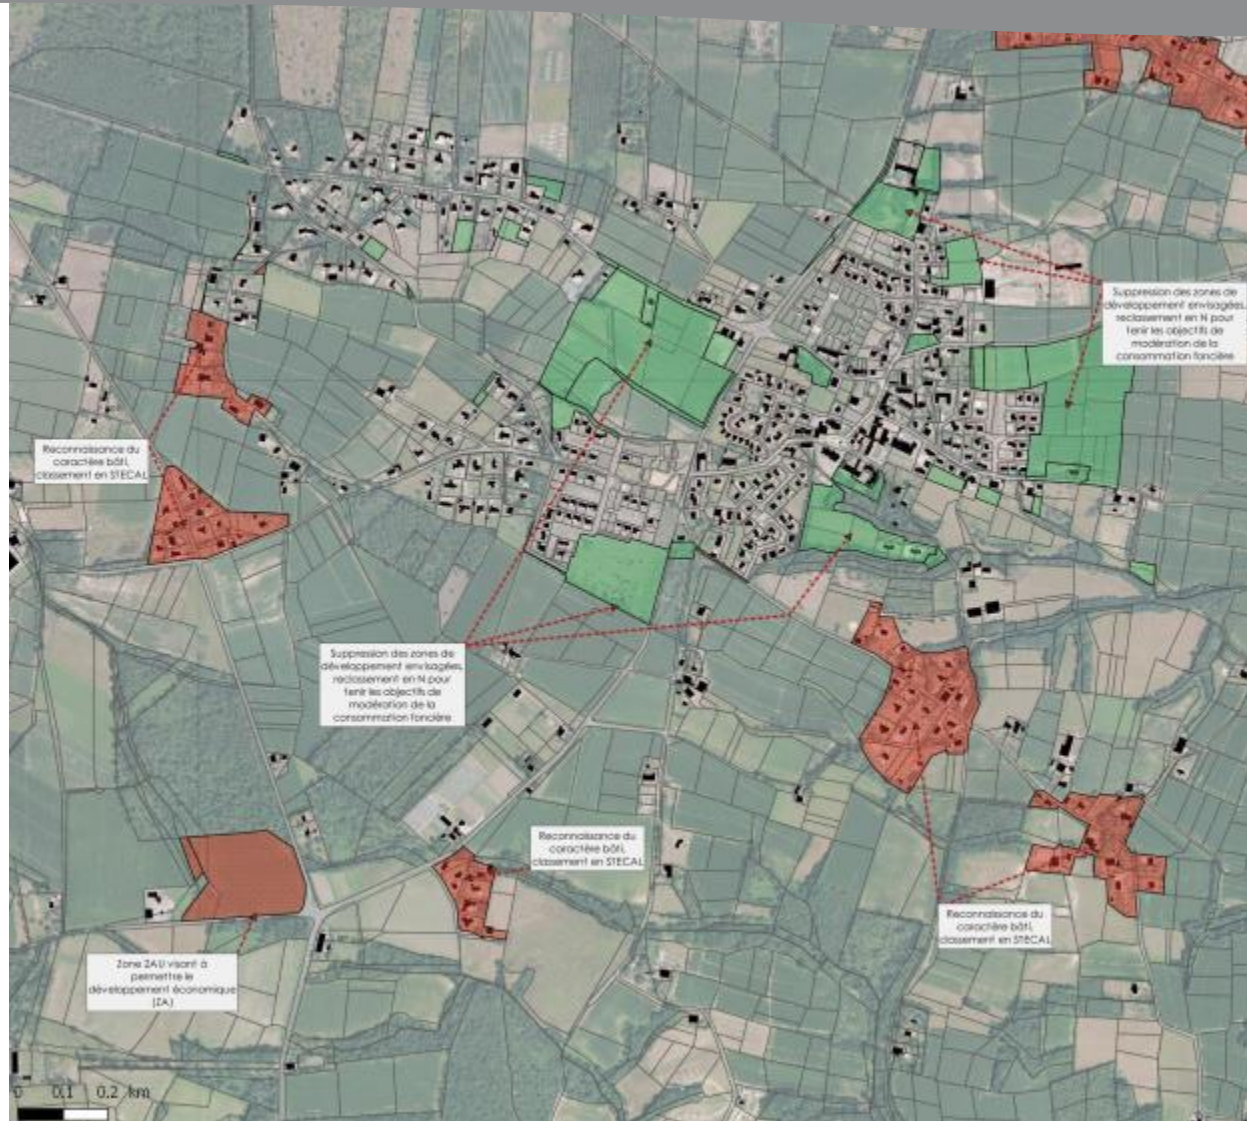 Suppression des zones de
développement envisagées,
reclassement en N pour
tenir les objectifs de
modération de la
consommation foncière
Reconnaissance du
caractère bâti,
classement en STECAL
Suppression des zones de
développement envisagées,
reclassement en N pour
tenir les objectifs de
modération de la
consommation foncière
Reconnaissance du
caractère bâti,
classement en STECAL
Reconnaissance du
caractère bâti,
classement en STECAL
Zone 2AU visant à
permettre le
développement économique
(ZA)
0 0.1 0.2 km